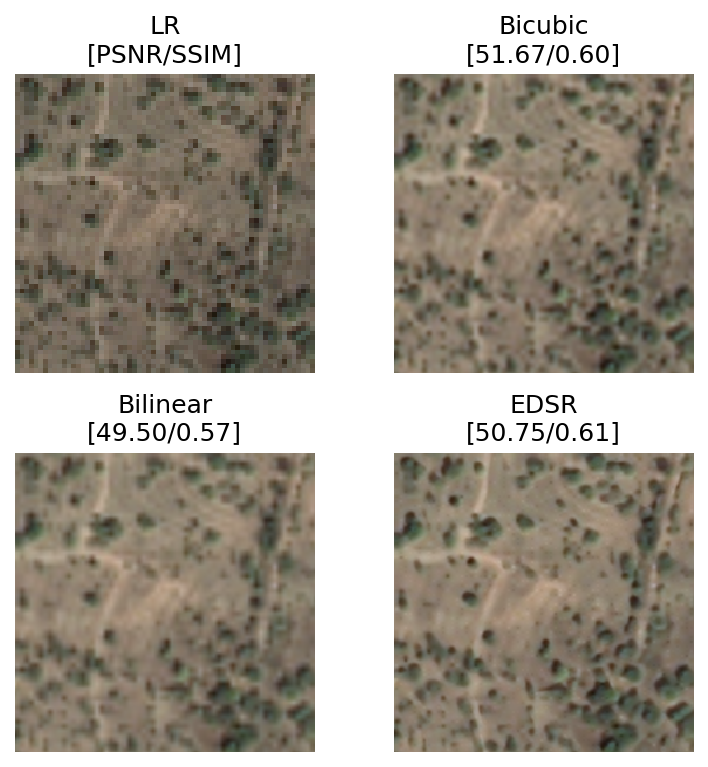 LR
[PSNR/SSIM]
Bicubic
[51.67/0.60]
Bilinear
[49.50/0.57]
EDSR
[50.75/0.61]